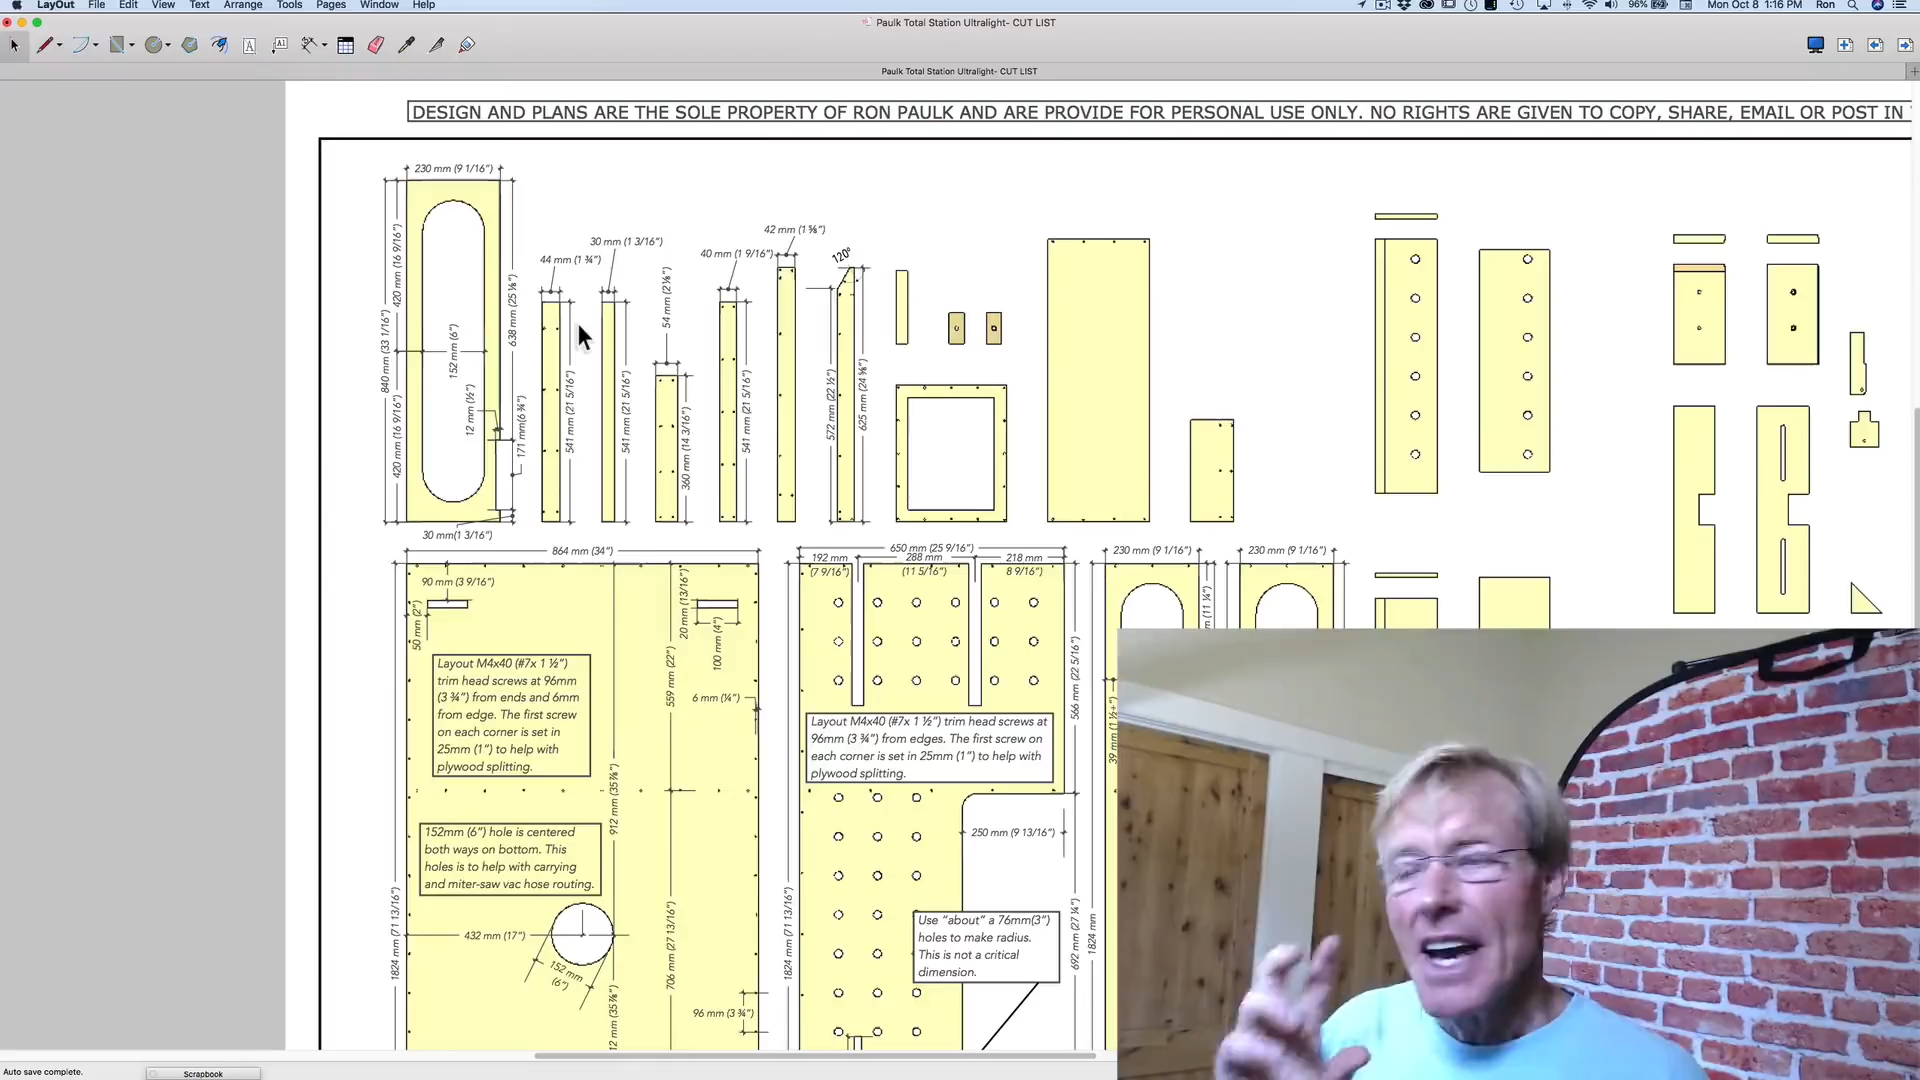 LayOut File Edit View Text Arrange Tools Pages Window Help
96% Mon Oct 8 1:16 PM Ron
Paulk Total Station Ultralight- CUT LIST
Paulk Total Station Ultralight- CUT LIST
DESIGN AND PLANS ARE THE SOLE PROPERTY OF RON PAULK AND ARE PROVIDE FOR PERSONAL USE ONLY. NO RIGHTS ARE GIVEN TO COPY, SHARE, EMAIL OR POST IN
230 mm (9 1/16")
420 mm (16 9/16")
840 mm (33 1/16")
420 mm (16 9/16")
152 mm (6")
12 mm (½")
638 mm (25 ⅛")
171 mm(6 ¾")
30 mm(1 3/16")
44 mm (1 ¾")
541 mm (21 5/16")
30 mm (1 3/16")
541 mm (21 5/16")
54 mm (2⅛")
360 mm (14 3/16")
40 mm (1 9/16")
541 mm (21 5/16")
42 mm (1 ⅝")
120°
572 mm (22 ½")
625 mm (24 ⅝")
864 mm (34")
90 mm (3 9/16")
50 mm (2")
20 mm (13/16")
100 mm (4")
559 mm (22")
6 mm (¼")
Layout M4x40 (#7x 1 ½")
trim head screws at 96mm
(3 ¾") from ends and 6mm
from edge. The first screw
on each corner is set in
25mm (1") to help with
plywood splitting.
912 mm (35⅞")
152mm (6") hole is centered
both ways on bottom. This
holes is to help with carrying
and miter-saw vac hose routing.
1824 mm (71 13/16")
432 mm (17")
152 mm
(6")
706 mm (27 13/16")
96 mm (3 ¾")
12 mm (35⅞")
650 mm (25 9/16")
192 mm
288 mm
218 mm
(7 9/16")
(11 5/16")
8 9/16")
566 mm (22 5/16")
Layout M4x40 (#7x 1 ½") trim head screws at
96mm (3 ¾") from edges. The first screw on
each corner is set in 25mm (1") to help with
plywood splitting.
250 mm (9 13/16")
1824 mm (71 13/16")
Use "about" a 76mm(3")
holes to make radius.
This is not a critical
dimension.
692 mm (27 ¼")
1824 mm
230 mm (9 1/16")
230 mm (9 1/16")
m (11 ¼")
39 mm (1 ½+")
Auto save complete.
Scrapbook